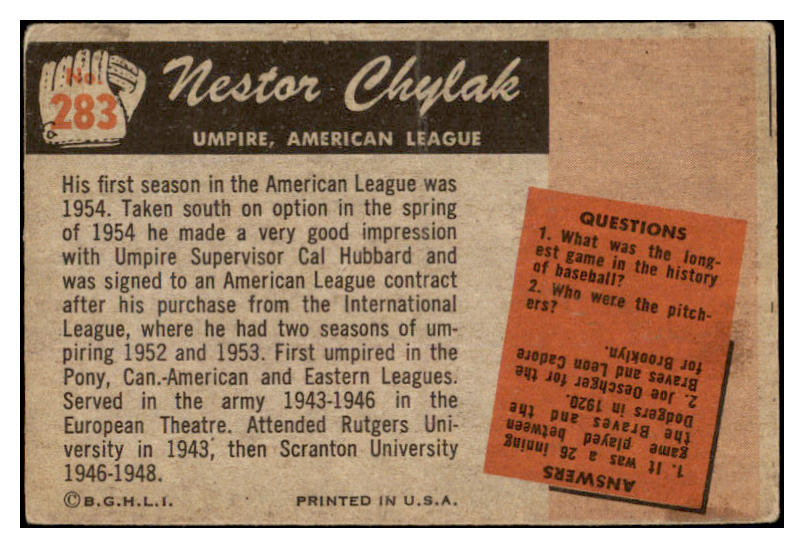 No.
283
Nestor Chylak
UMPIRE, AMERICAN LEAGUE
His first season in the American League was
1954. Taken south on option in the spring
of 1954 he made a very good impression
with Umpire Supervisor Cal Hubbard and
was signed to an American League contract
after his purchase from the International
League, where he had two seasons of um-
piring 1952 and 1953. First umpired in the
Pony, Can.-American and Eastern Leagues.
Served in the army 1943-1946 in the
European Theatre. Attended Rutgers Uni-
versity in 1943, then Scranton University
1946-1948.
©B.G.H.L.I. PRINTED IN U.S.A.
QUESTIONS
1. What was the long-
est game in the history
of baseball?
2. Who were the pitch-
ers?
ANSWERS
1. It was a 26 inning
game played between
the Braves and the
Dodgers in 1920.
2. Joe Oeschger for the
Braves and Leon Cadore
for Brooklyn.